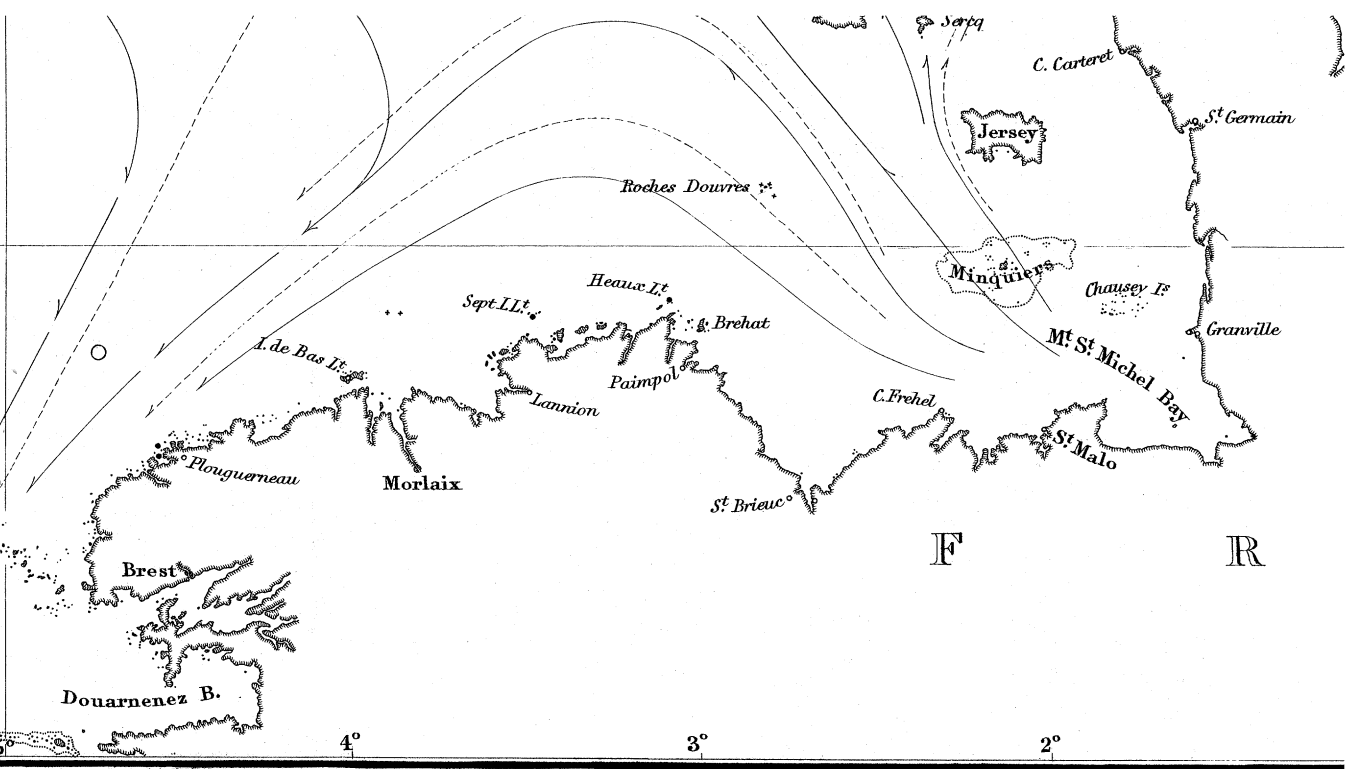 Sercq
C. Carteret
St. Germain
Jersey
Roches Douvres
Minquiers
Chausey Is
Heaux Lt
Sept I. Lt.
Brehat
Granville
Mt. St. Michel Bay
I. de Bas Lt.
Paimpol
Lannion
C. Frehel
St. Malo
Plouguerneau
Morlaix
St. Brieuc
F R
Brest
Douarnenez B.
5° 4° 3° 2°